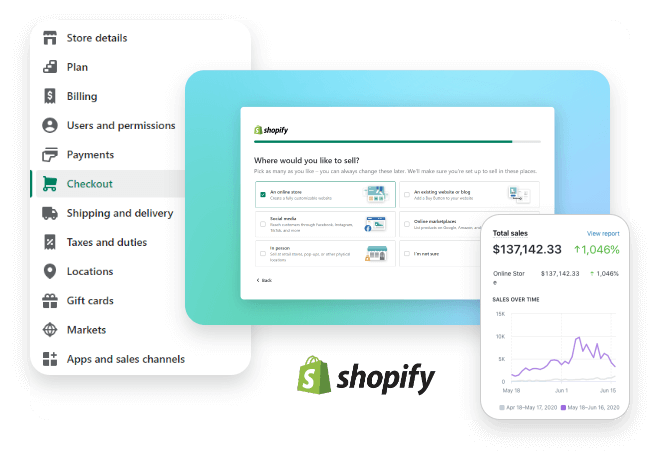 Store details
Plan
Billing
Users and permissions
Payments
Checkout
Shipping and delivery
Taxes and duties
Locations
Gift cards
Markets
Apps and sales channels
shopify
Where would you like to sell?
Pick as many as you like – you can always change these later. We'll make sure you're set up to sell in these places.
An online store
Create a fully customizable website
An existing website or blog
Add a Buy Button to your website
Social media
Reach customers through Facebook, Instagram,
TikTok, and more
Online marketplaces
List products on Google, Amazon, and
In person
Sell at retail stores, pop-ups, or other physical
locations
I'm not sure
Back
Total sales
View report
$137,142.33
↑1,046%
Online Stor
e
$137,142.33
↑ 1,046%
SALES OVER TIME
15K
10K
5K
0
May 18
Jun 1
Jun 15
Apr 18–May 17, 2020
May 18–Jun 16, 2020
shopify